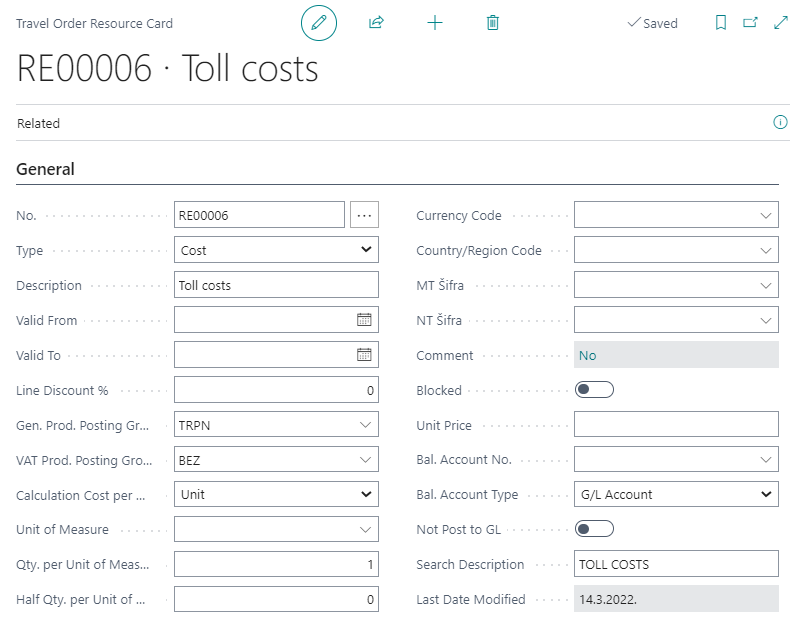 Travel Order Resource Card
Saved
RE00006 · Toll costs
Related
General
No. RE00006
Type Cost
Description Toll costs
Valid From
Valid To
Line Discount % 0
Gen. Prod. Posting Gr... TRPN
VAT Prod. Posting Gro... BEZ
Calculation Cost per ... Unit
Unit of Measure
Qty. per Unit of Meas... 1
Half Qty. per Unit of ... 0
Currency Code
Country/Region Code
MT Šifra
NT Šifra
Comment No
Blocked
Unit Price
Bal. Account No.
Bal. Account Type G/L Account
Not Post to GL
Search Description TOLL COSTS
Last Date Modified 14.3.2022.